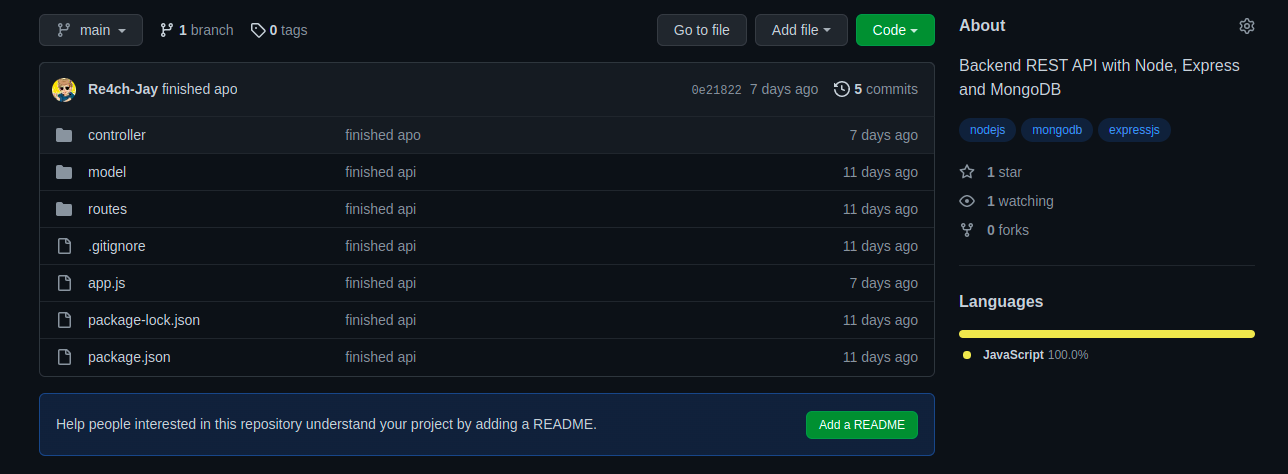 main 1 branch 0 tags Go to file Add file Code
Re4ch-Jay finished apo 0e21822 7 days ago 5 commits
controller finished apo 7 days ago
model finished api 11 days ago
routes finished api 11 days ago
.gitignore finished api 11 days ago
app.js finished api 7 days ago
package-lock.json finished api 11 days ago
package.json finished api 11 days ago
Help people interested in this repository understand your project by adding a README. Add a README
About
Backend REST API with Node, Express
and MongoDB
nodejs mongodb expressjs
1 star
1 watching
0 forks
Languages
JavaScript 100.0%